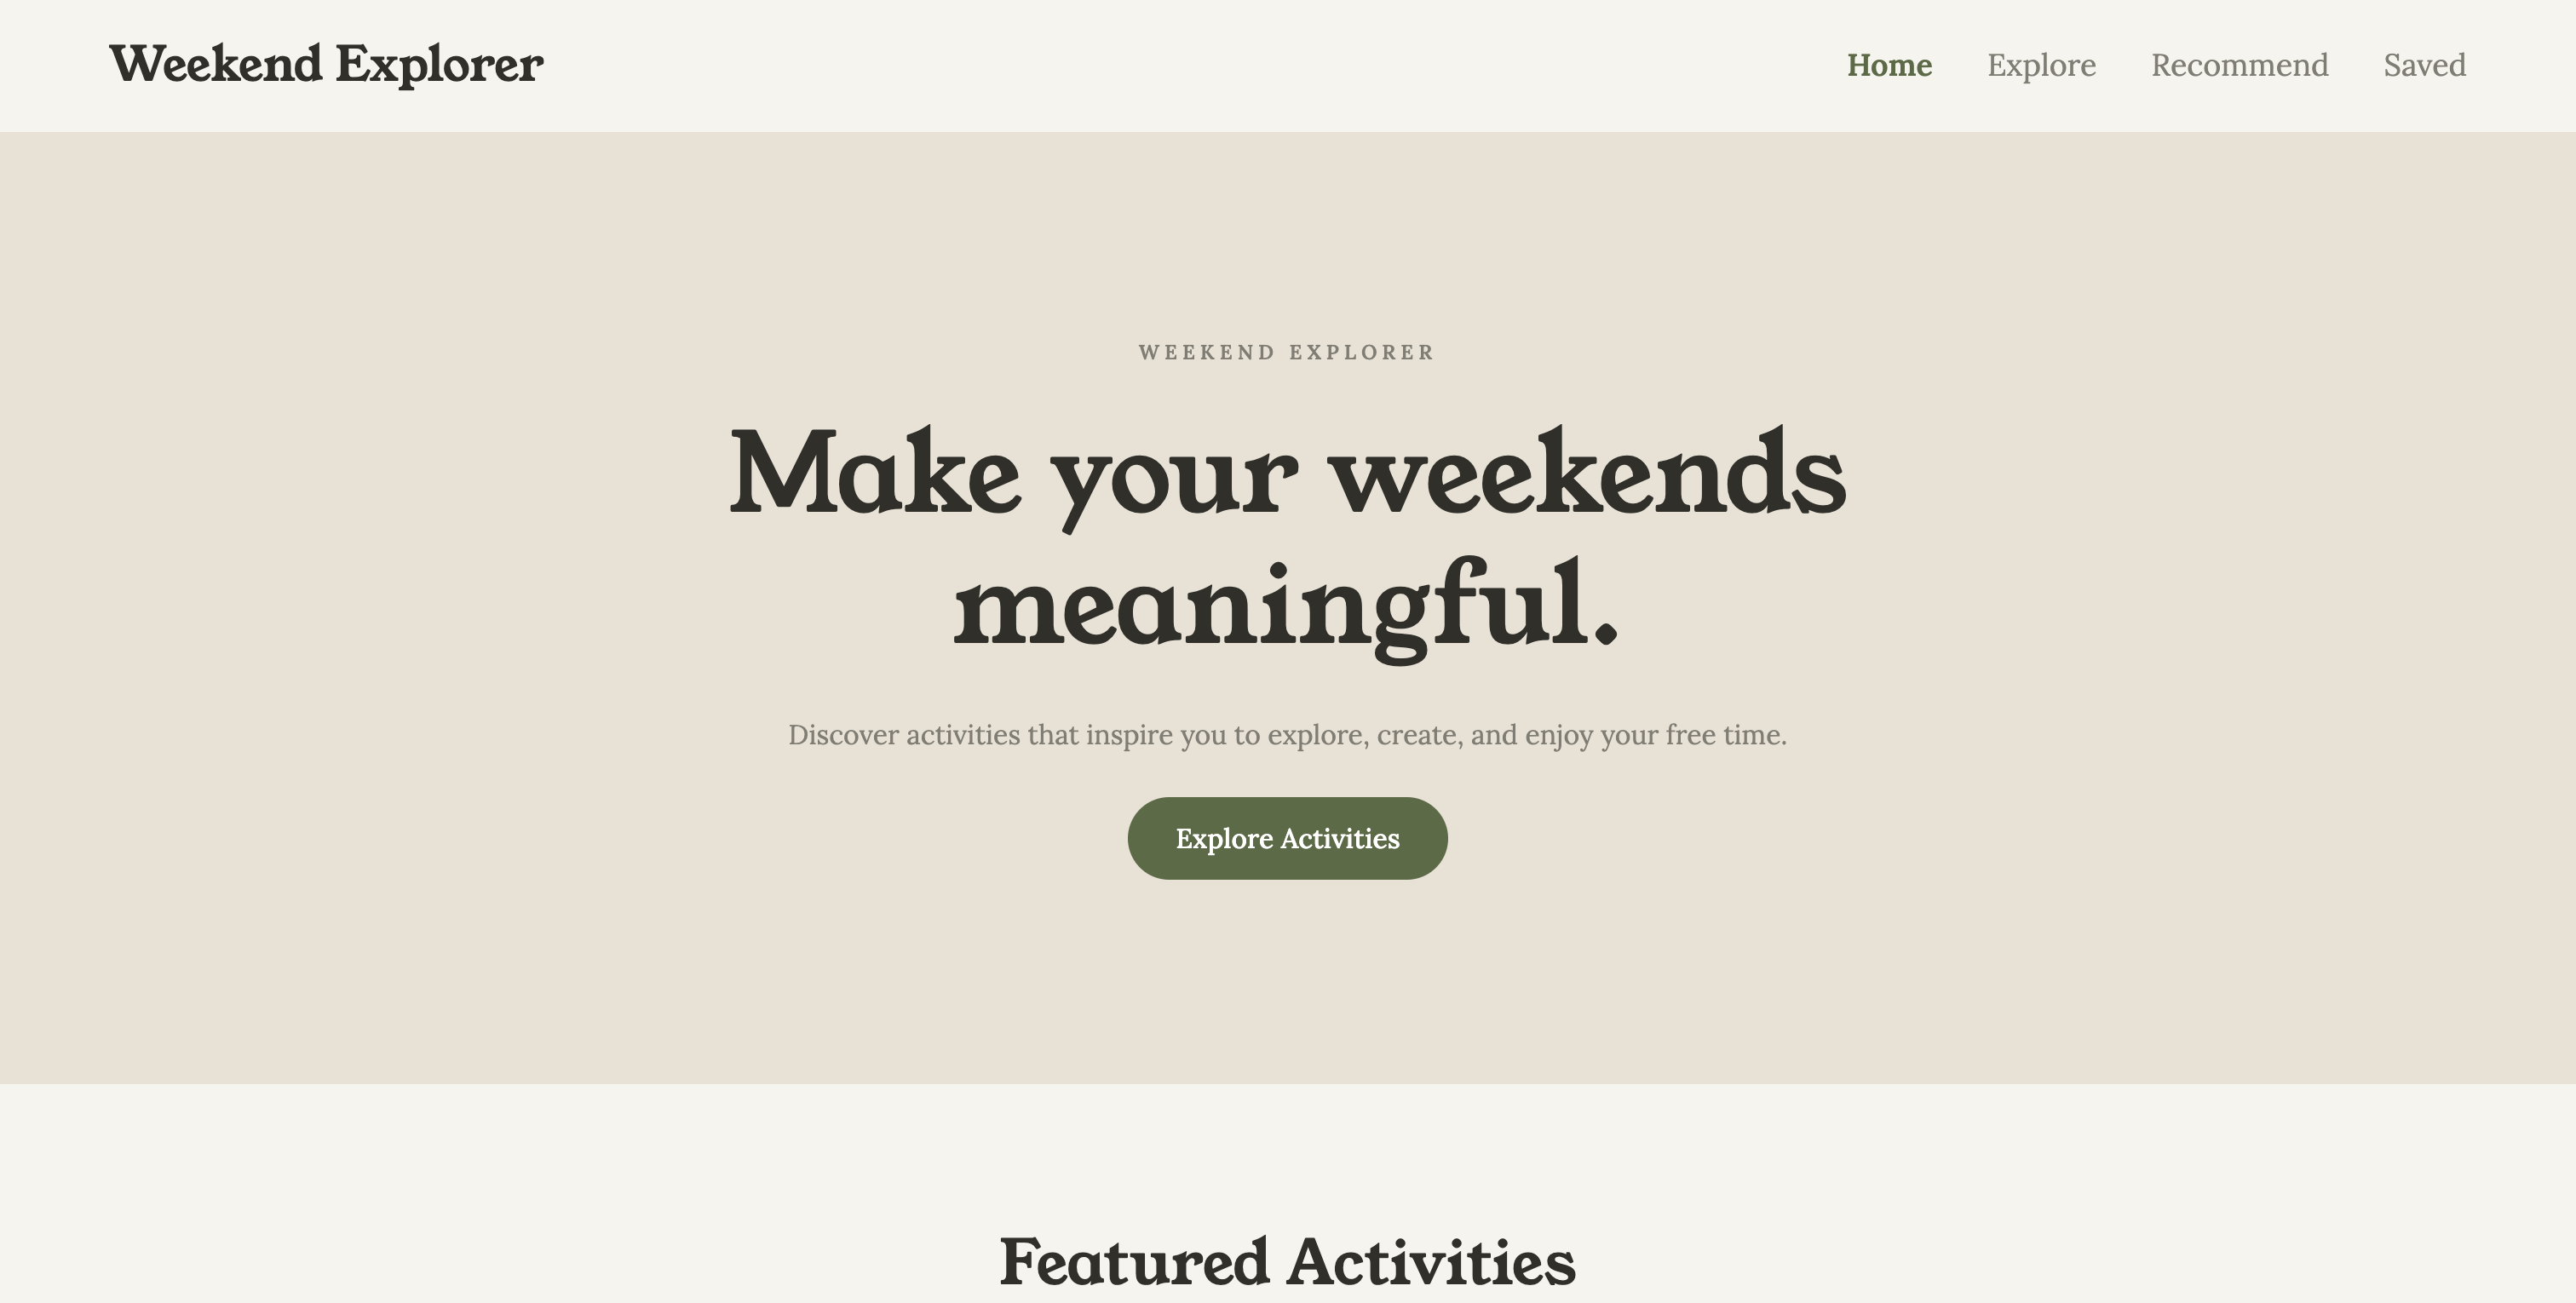 Weekend Explorer
Home Explore Recommend Saved
WEEKEND EXPLORER
Make your weekends
meaningful.
Discover activities that inspire you to explore, create, and enjoy your free time.
Explore Activities
Featured Activities